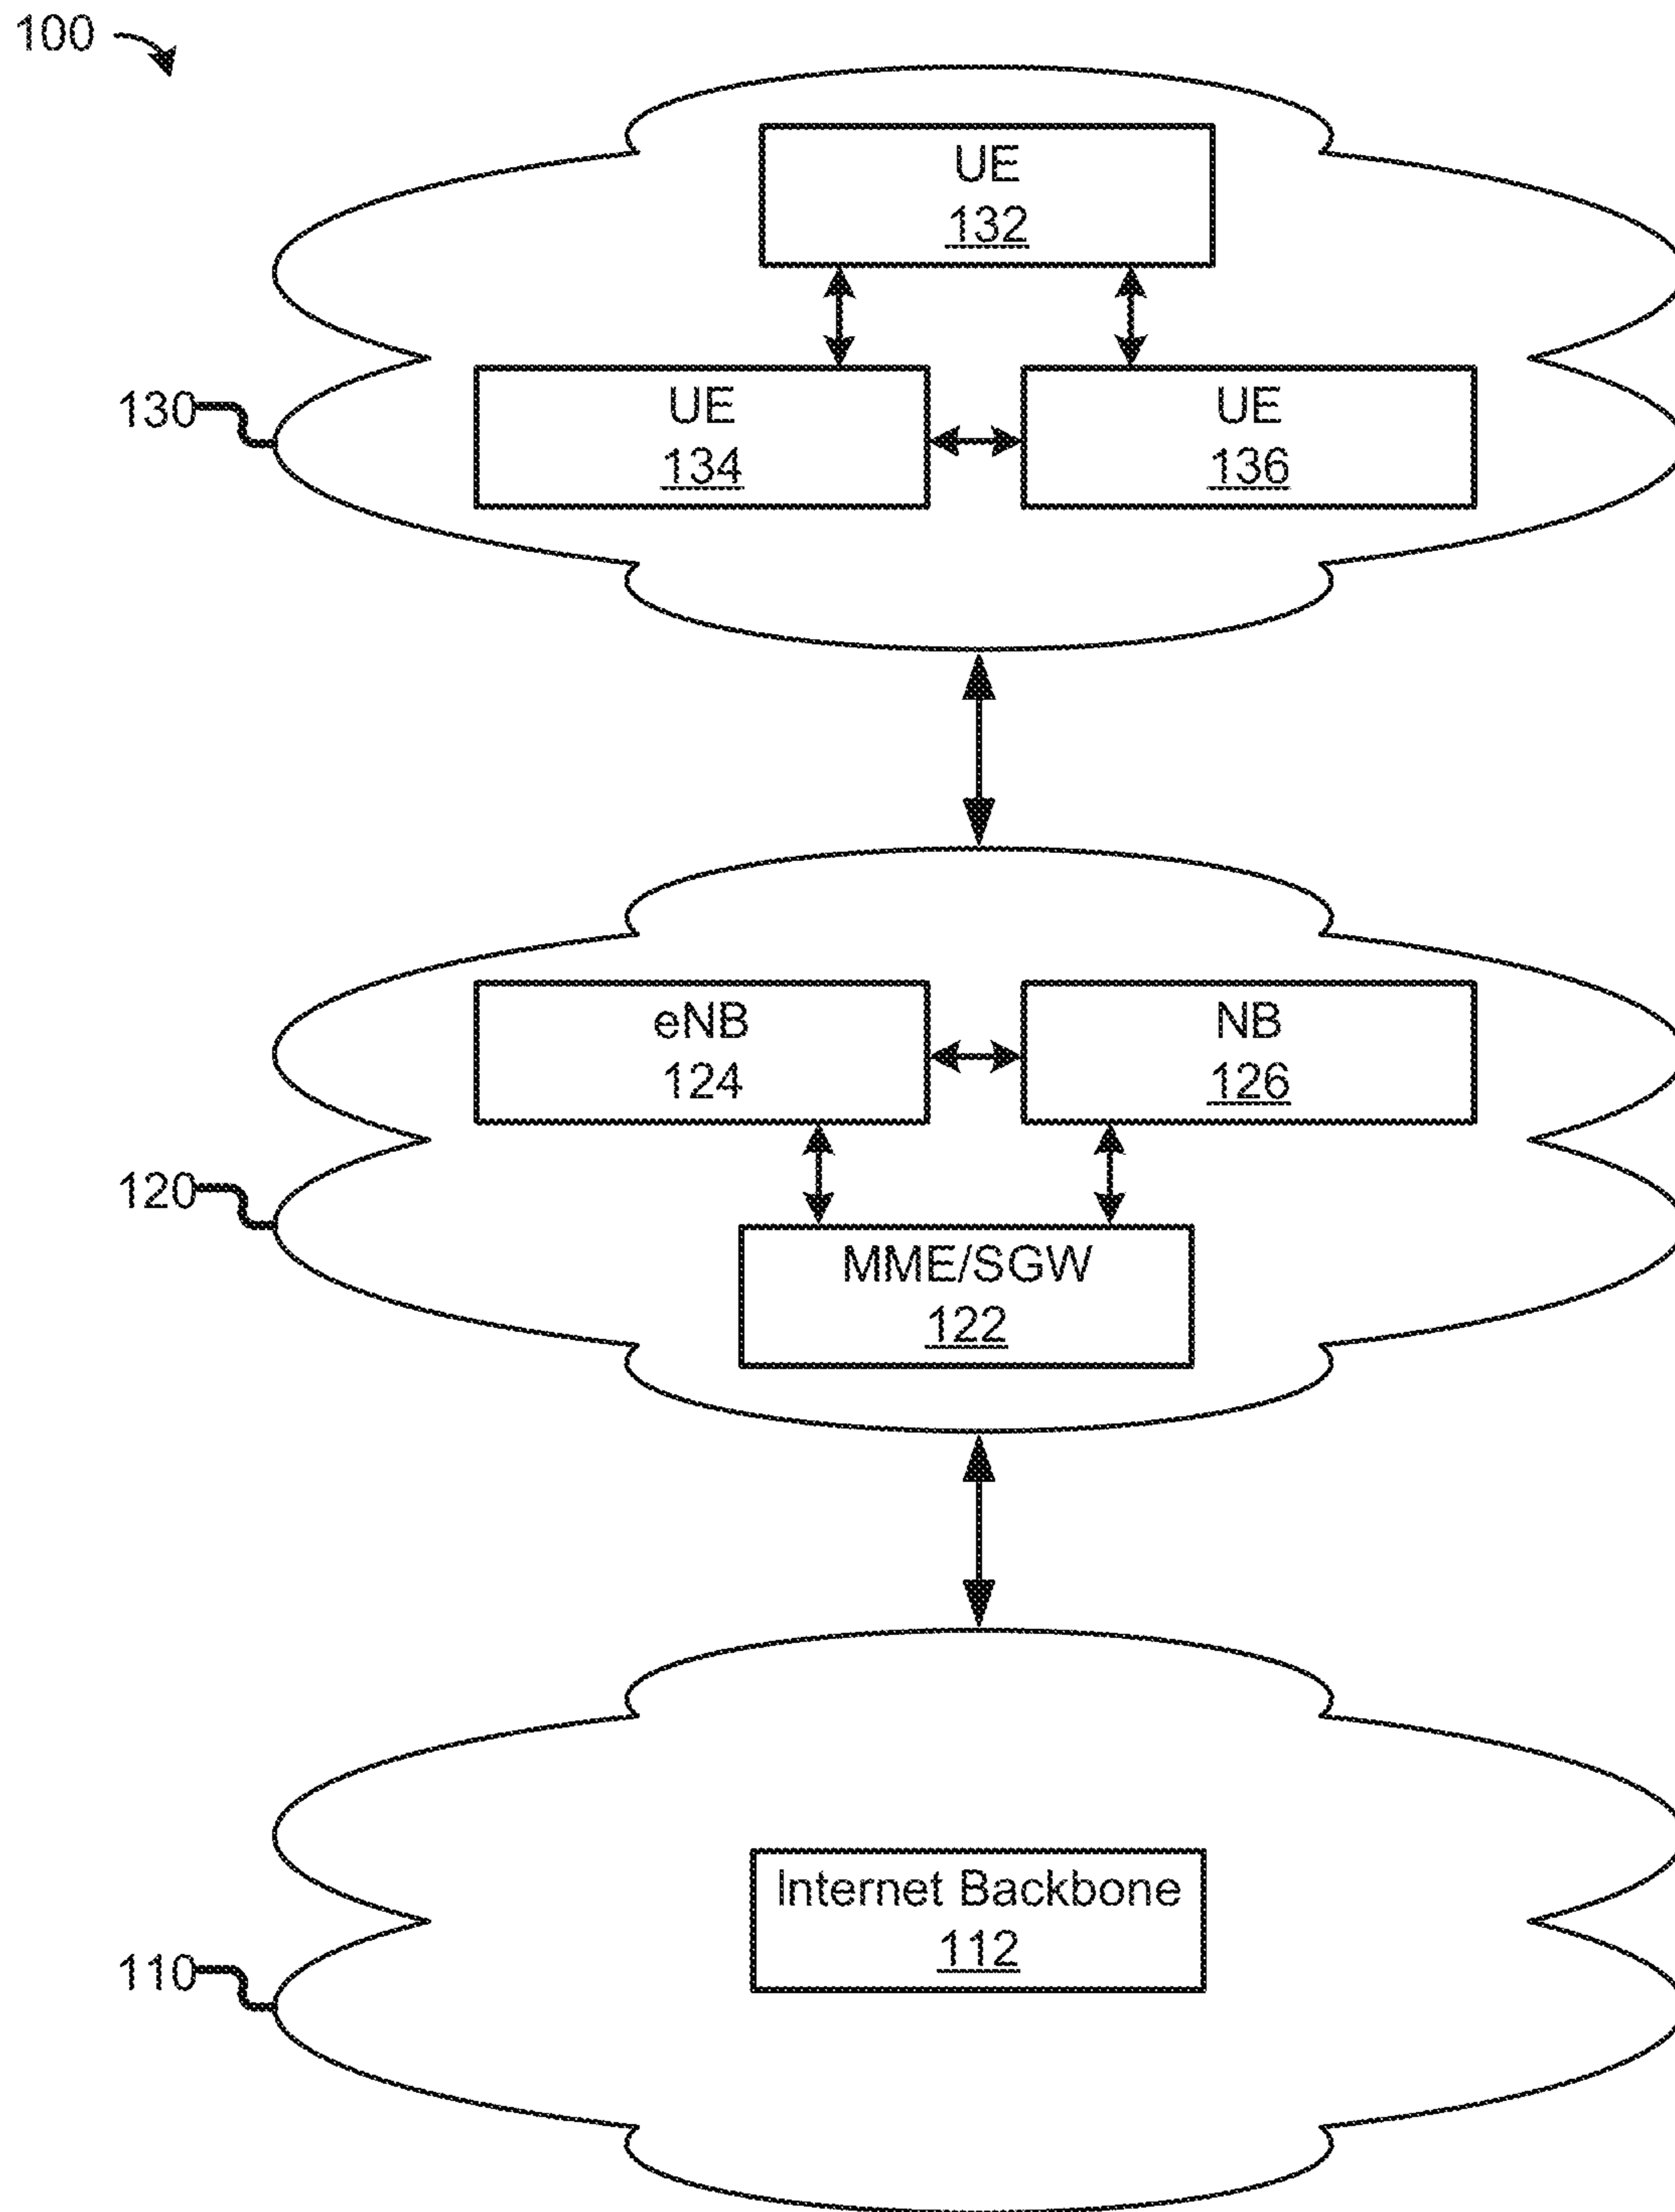 100
UE
132
130
UE
134
UE
136
eNB
124
NB
126
120
MME/SGW
122
Internet Backbone
112
110